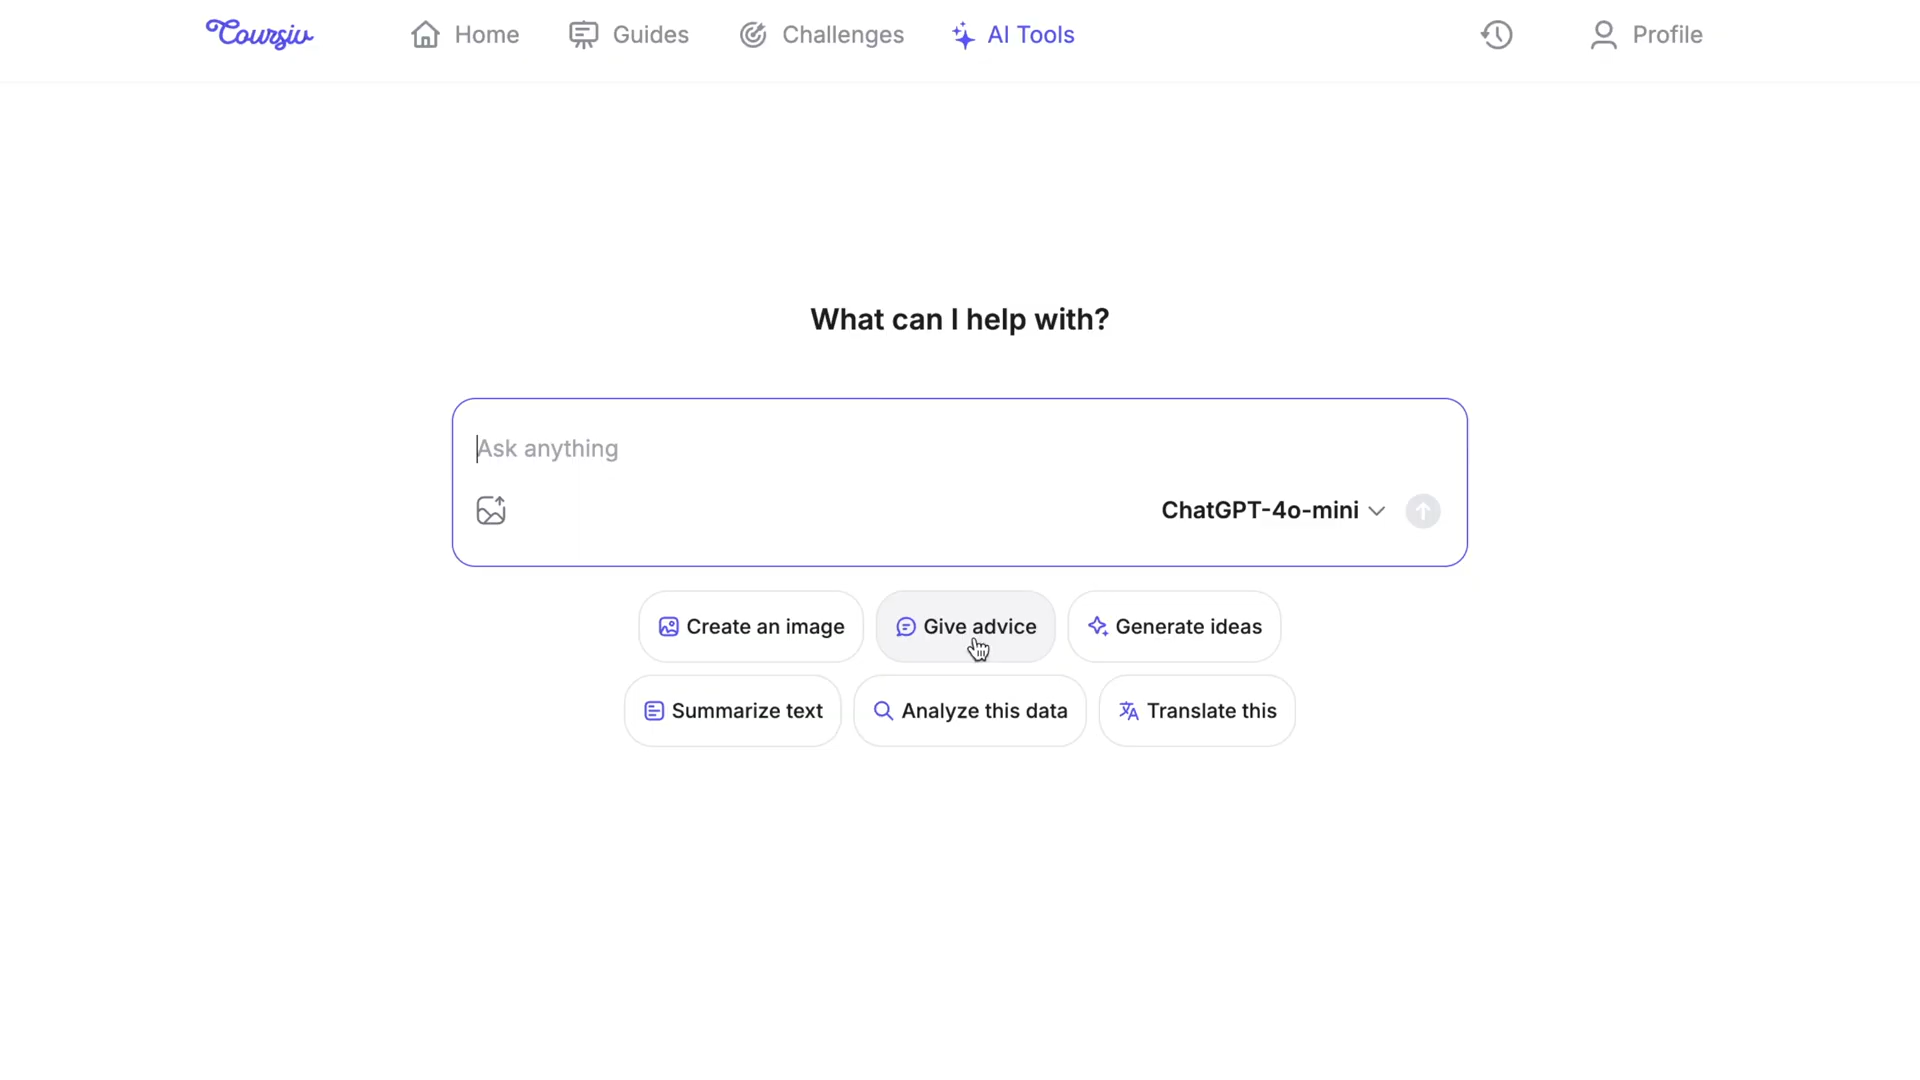 Coursiv Home Guides Challenges AI Tools Profile
What can I help with?
Ask anything
ChatGPT-4o-mini
Create an image Give advice Generate ideas
Summarize text Analyze this data Translate this